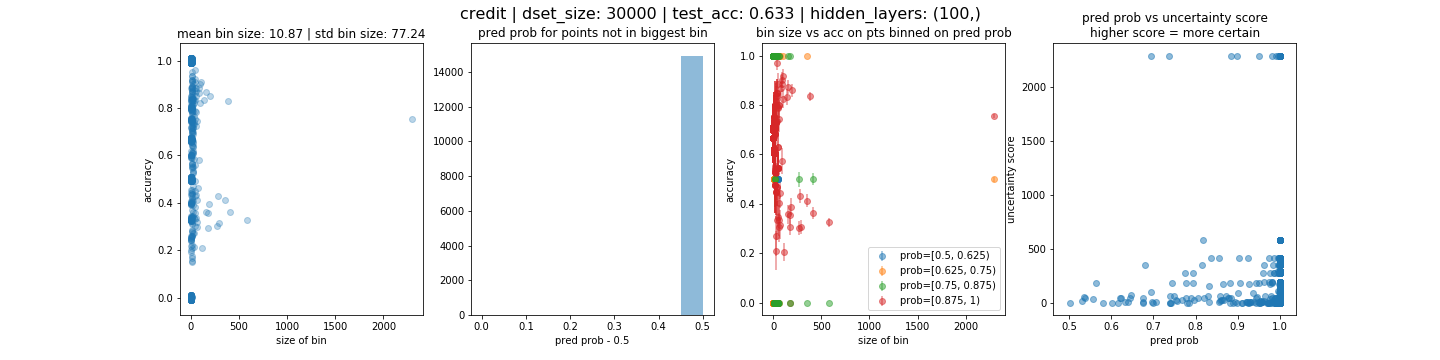 credit | dset_size: 30000 | test_acc: 0.633 | hidden_layers: (100,)
mean bin size: 10.87 | std bin size: 77.24
1.0
0.8
0.6
0.4
0.2
0.0
accuracy
0
500
1000
1500
2000
size of bin
pred prob for points not in biggest bin
14000
12000
10000
8000
6000
4000
2000
0
0.0
0.1
0.2
0.3
0.4
0.5
pred prob - 0.5
bin size vs acc on pts binned on pred prob
1.0
0.8
0.6
0.4
0.2
0.0
accuracy
prob=[0.5, 0.625)
prob=[0.625, 0.75)
prob=[0.75, 0.875)
prob=[0.875, 1)
0
500
1000
1500
2000
size of bin
pred prob vs uncertainty score
higher score = more certain
2000
1500
1000
500
0
uncertainty score
0.5
0.6
0.7
0.8
0.9
1.0
pred prob